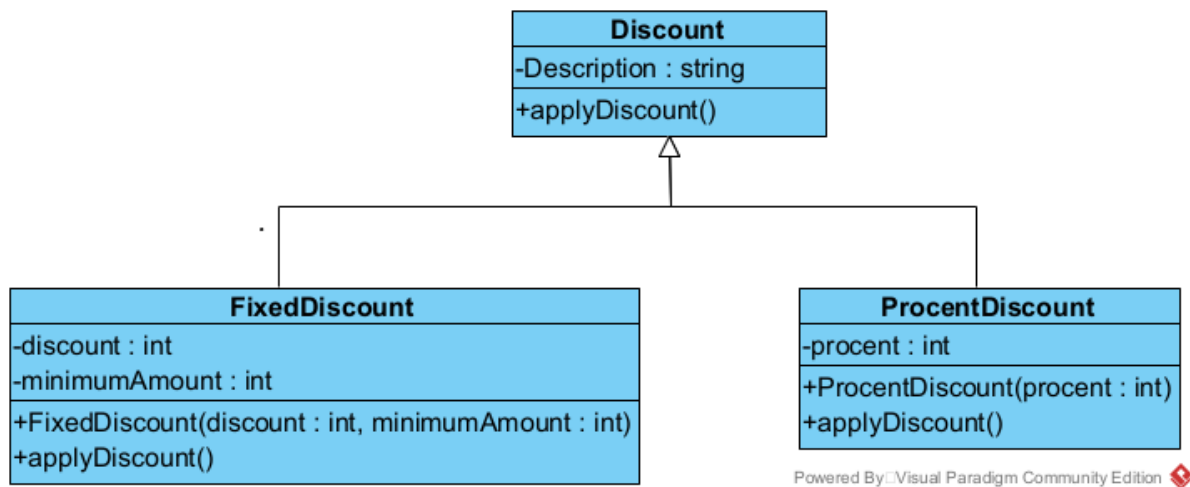 Discount
-Description : string
+applyDiscount()
FixedDiscount
-discount : int
-minimumAmount : int
+FixedDiscount(discount : int, minimumAmount : int)
+applyDiscount()
ProcentDiscount
-procent : int
+ProcentDiscount(procent : int)
+applyDiscount()
Powered By Visual Paradigm Community Edition